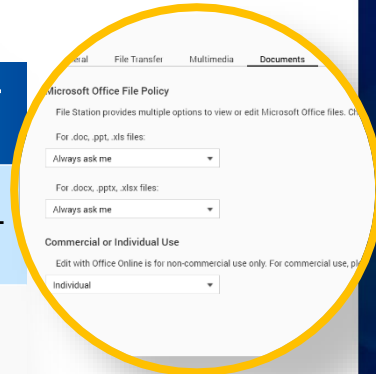 File Transfer Multimedia Documents
Microsoft Office File Policy
File Station provides multiple options to view or edit Microsoft Office files.
For .doc, .ppt, .xls files:
Always ask me
For .docx, .pptx, .xlsx files:
Always ask me
Commercial or Individual Use
Edit with Office Online is for non-commercial use only. For commercial use,
Individual